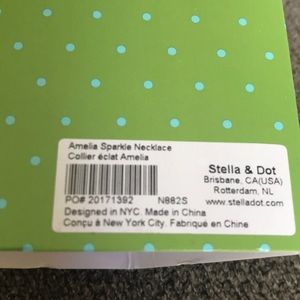 Amelia Sparkle Necklace
Collier éclat Amelia
Stella & Dot
Brisbane, CA(USA)
Rotterdam, NL
www.stelladot.com
PO# 20171392 N882S
Designed in NYC. Made in China
Conçu à New York City. Fabriqué en Chine